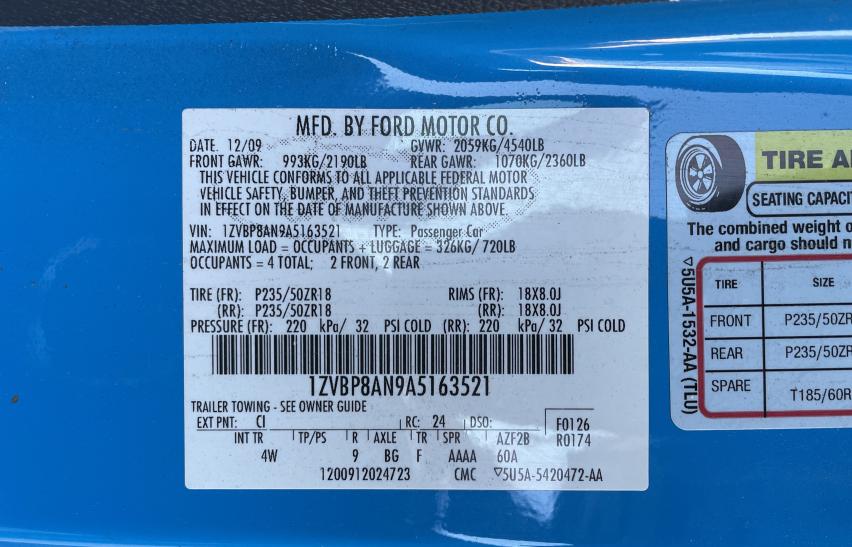 MFD. BY FORD MOTOR CO.
DATE. 12/09 GVWR: 2059KG/4540LB
FRONT GAWR: 993KG/2190LB REAR GAWR: 1070KG/2360LB
THIS VEHICLE CONFORMS TO ALL APPLICABLE FEDERAL MOTOR
VEHICLE SAFETY, BUMPER, AND THEFT PREVENTION STANDARDS
IN EFFECT ON THE DATE OF MANUFACTURE SHOWN ABOVE.
VIN: 1ZVBP8AN9A5163521 TYPE: Passenger Car
MAXIMUM LOAD = OCCUPANTS + LUGGAGE = 326KG/ 720LB
OCCUPANTS = 4 TOTAL; 2 FRONT, 2 REAR
TIRE (FR): P235/50ZR18 RIMS (FR): 18X8.0J
(RR): P235/50ZR18 (RR): 18X8.0J
PRESSURE (FR): 220 kPa/ 32 PSI COLD (RR): 220 kPa/ 32 PSI COLD
1ZVBP8AN9A5163521
TRAILER TOWING - SEE OWNER GUIDE
EXT PNT: CI RC: 24 DSO: F0126
INT TR TP/PS R AXLE TR SPR AZF2B R0174
4W 9 BG F AAAA 60A
1200912024723 CMC ▽5U5A-5420472-AA
TIRE A
SEATING CAPACIT
The combined weight o
and cargo should n
TIRE SIZE
FRONT P235/50ZR
REAR P235/50ZR
SPARE T185/60R
▽5U5A-1532-AA (TLU)